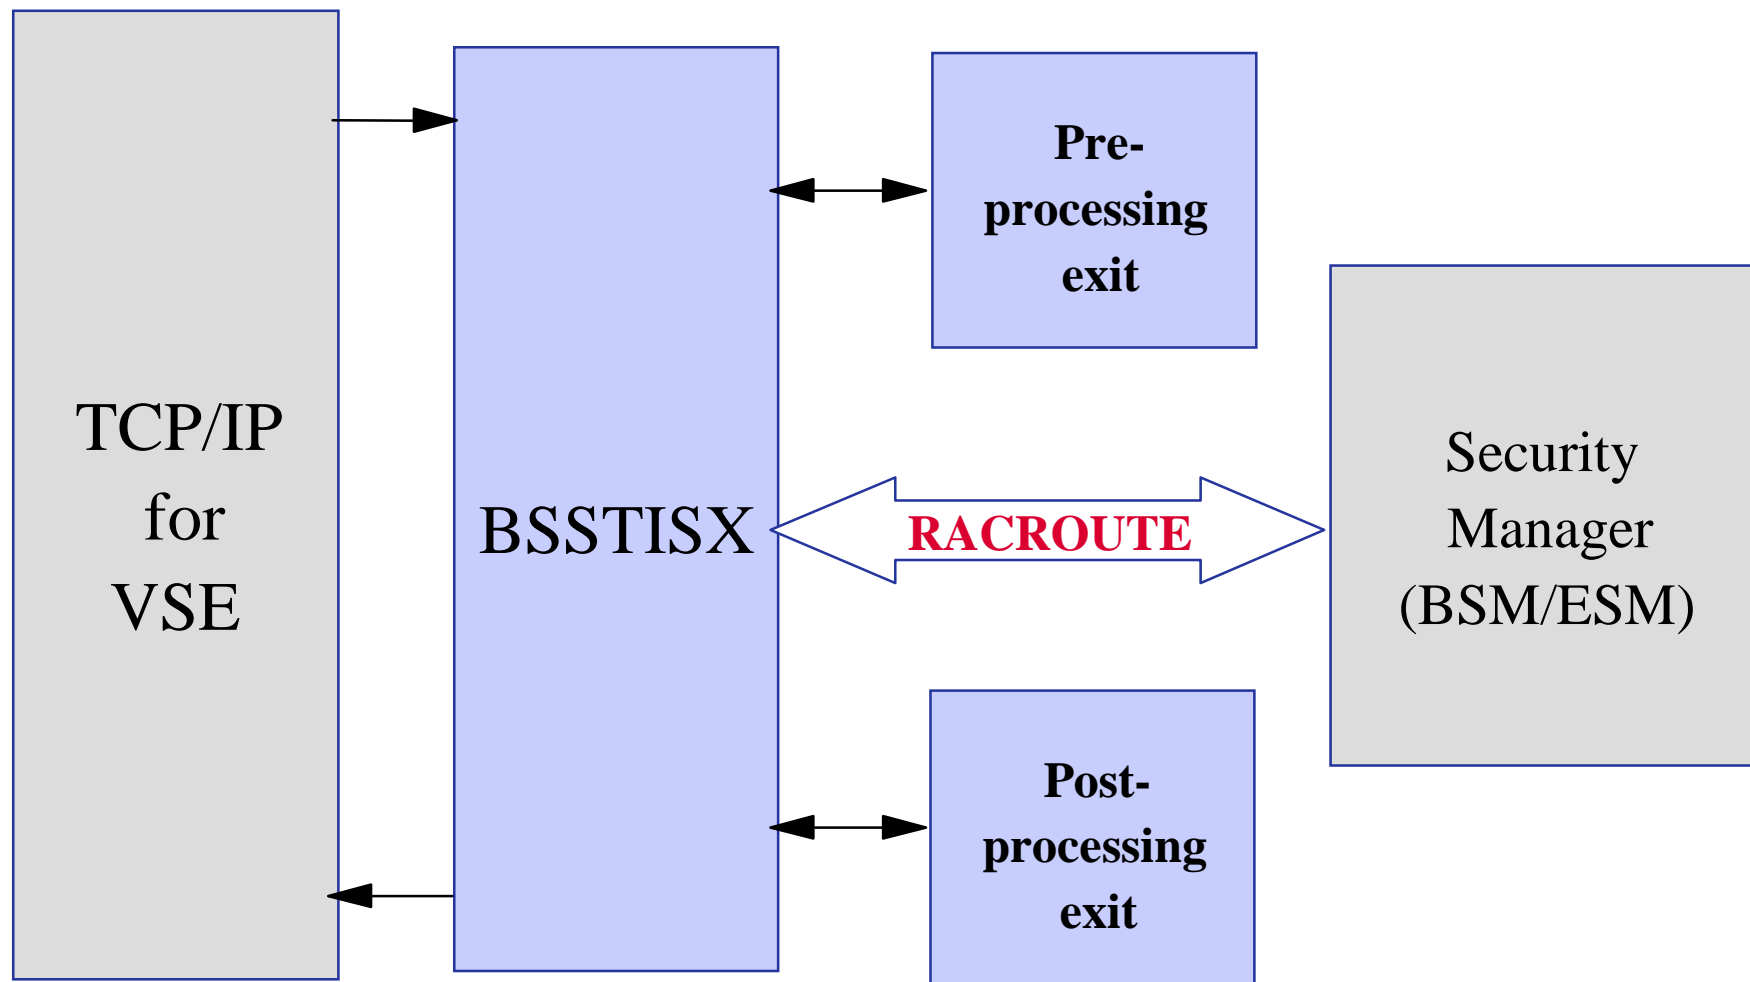 TCP/IP
for
VSE
BSSTISX
Pre-
processing
exit
RACROUTE
Security
Manager
(BSM/ESM)
Post-
processing
exit